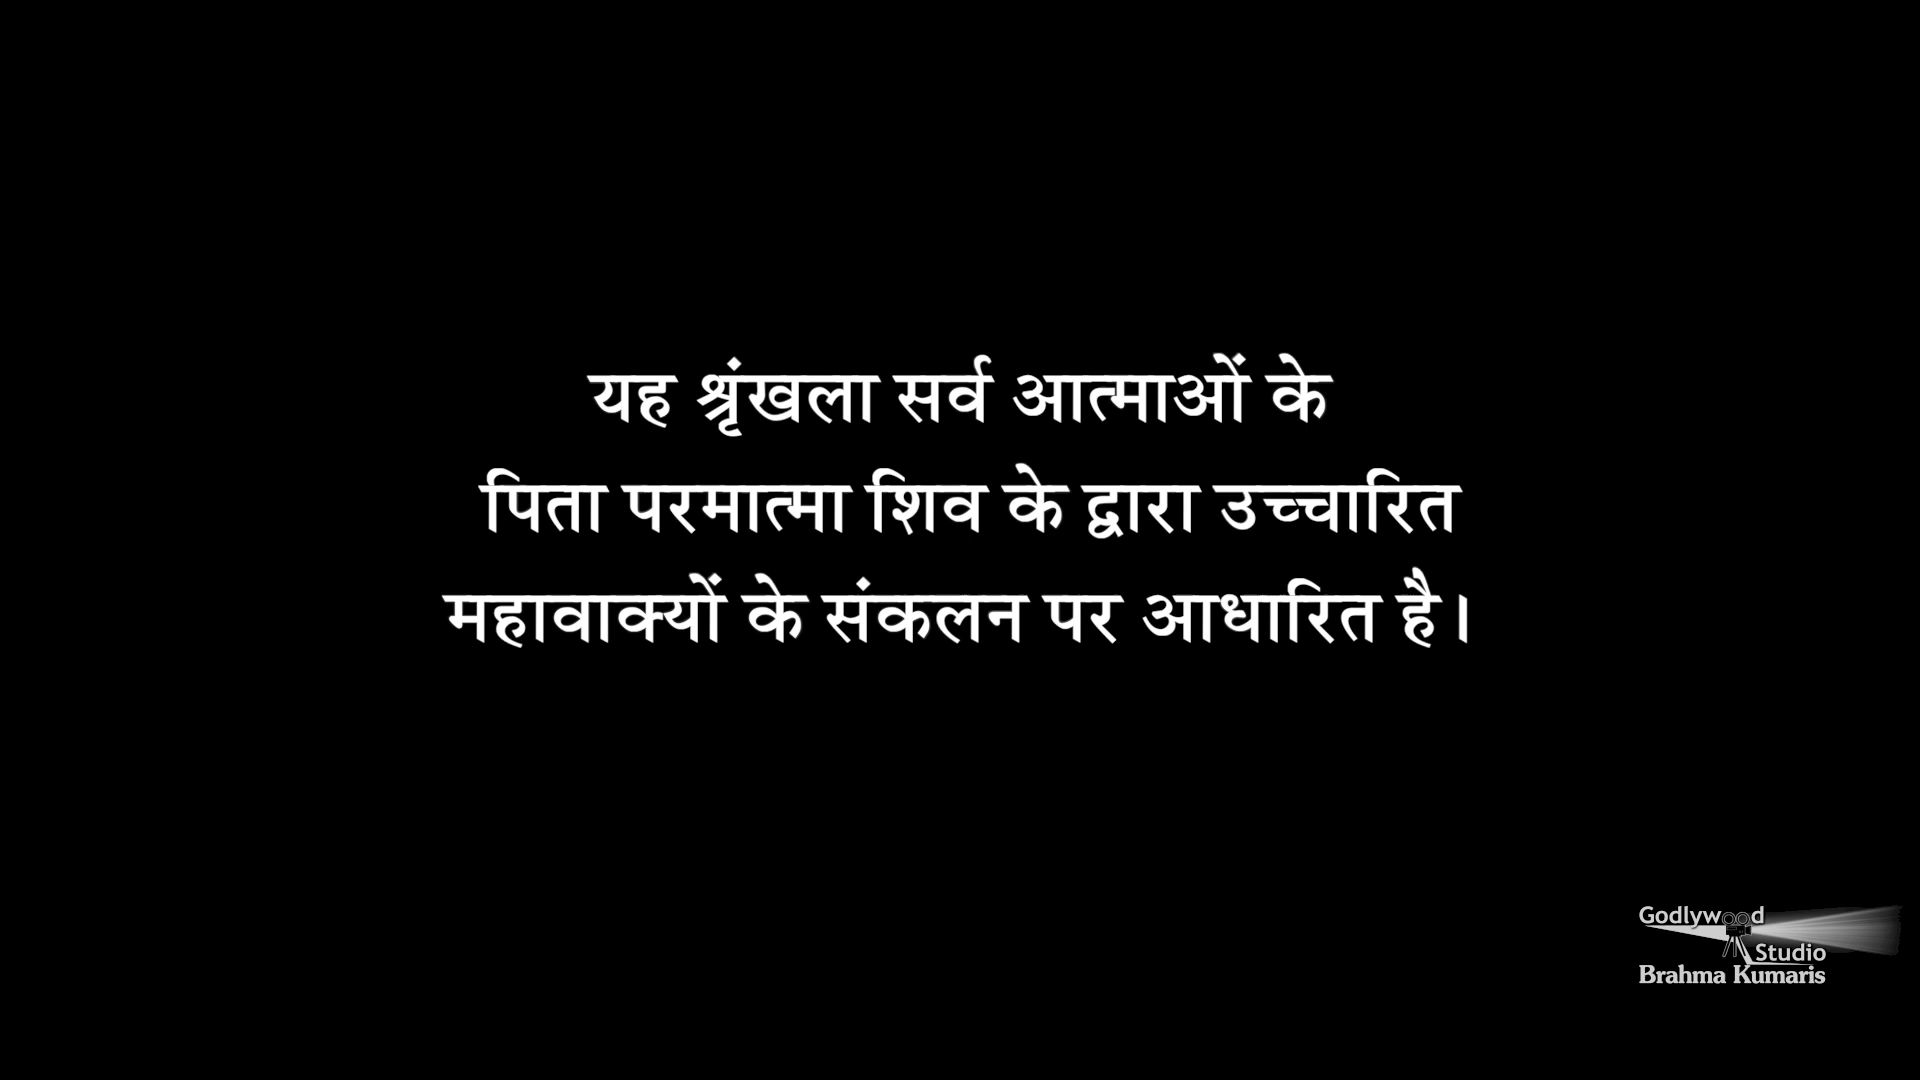 यह श्रृंखला सर्व आत्माओं के
पिता परमात्मा शिव के द्वारा उच्चारित
महावाक्यों के संकलन पर आधारित है।
Godlywood
Studio
Brahma Kumaris